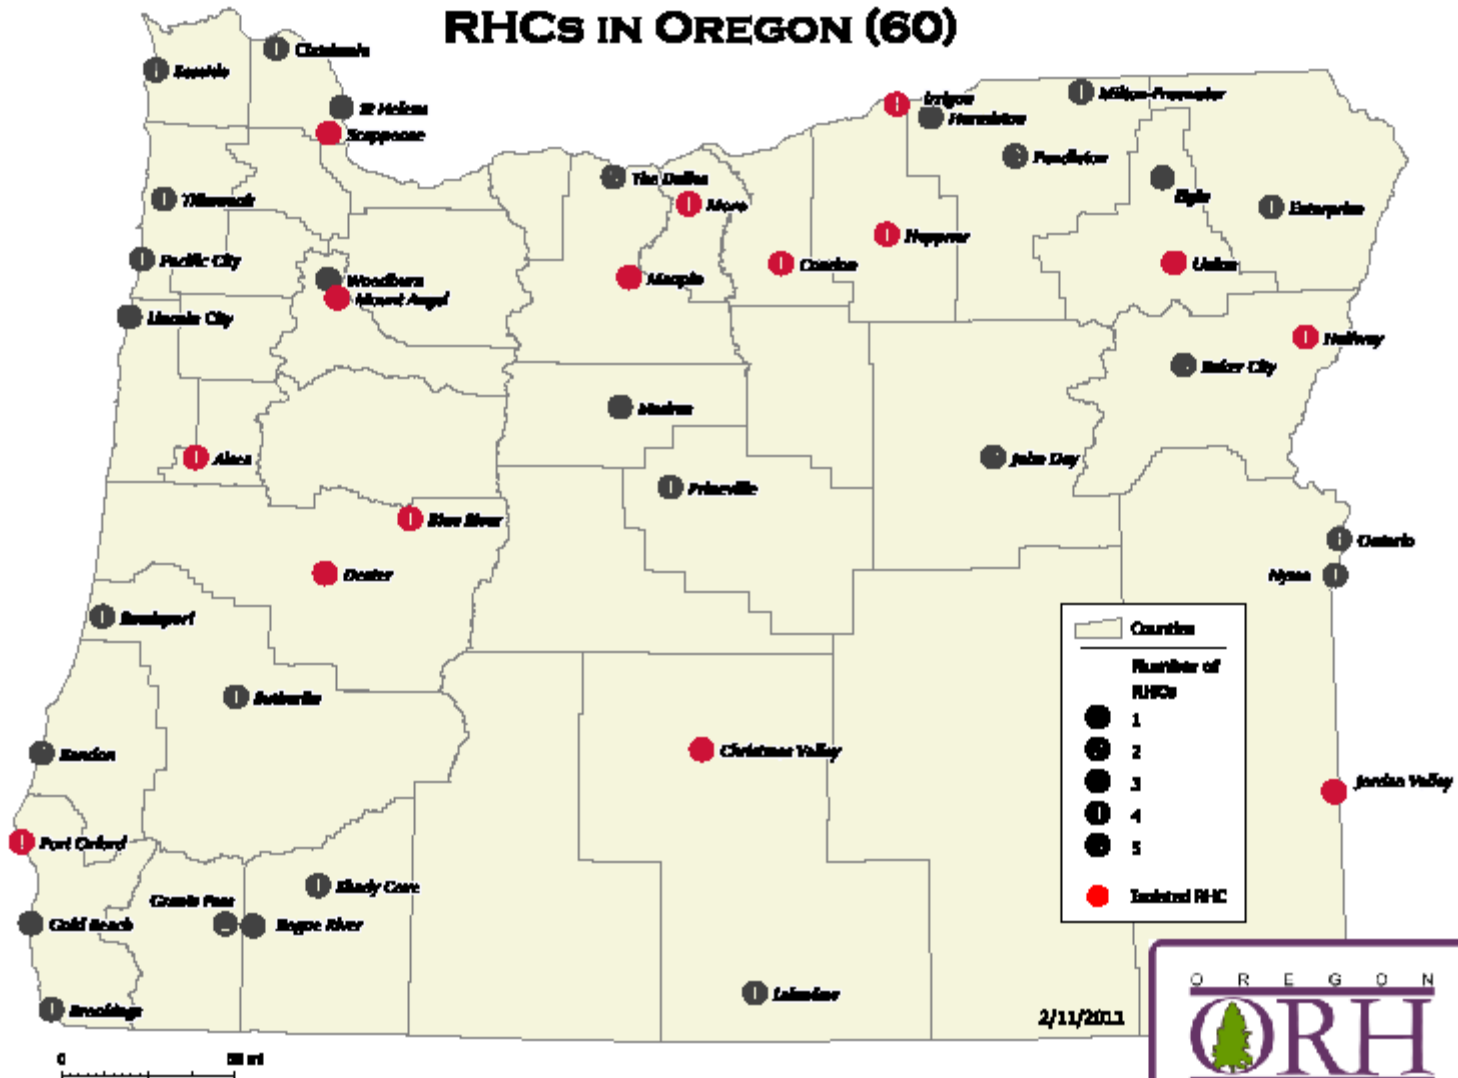 RHCs in Oregon (60)
Clatskanie
Seaside
St Helens
Scappoose
Irrigon
Milton-Freewater
Hermiston
Pendleton
The Dalles
Elgin
Tillamook
Moro
Enterprise
Heppner
Pacific City
Condon
Union
Woodburn
Maupin
Mount Angel
Lincoln City
Halfway
Baker City
Madras
Alsea
John Day
Prineville
Blue River
Ontario
Dexter
Nyssa
Reedsport
Counties
Number of
RHCs
Sutherlin
1
2
Bandon
Christmas Valley
3
Jordan Valley
4
Port Orford
5
Shady Cove
Isolated RHC
Grants Pass
Gold Beach
Rogue River
Lakeview
Brookings
2/11/2011
OREGON
ORH
0 50 mi